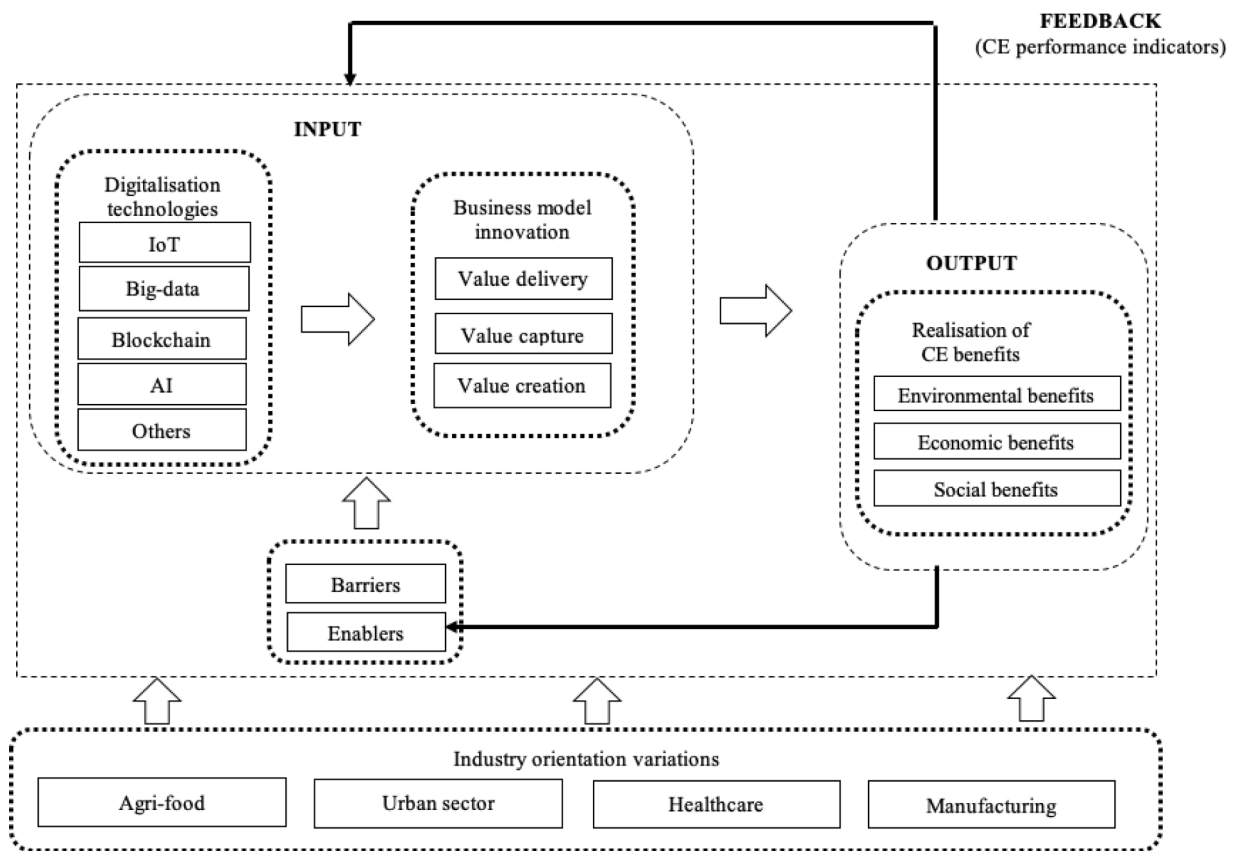 FEEDBACK
(CE performance indicators)
INPUT
Digitalisation
technologies
IoT
Big-data
Blockchain
AI
Others
Business model
innovation
Value delivery
Value capture
Value creation
OUTPUT
Realisation of
CE benefits
Environmental benefits
Economic benefits
Social benefits
Barriers
Enablers
Industry orientation variations
Agri-food
Urban sector
Healthcare
Manufacturing